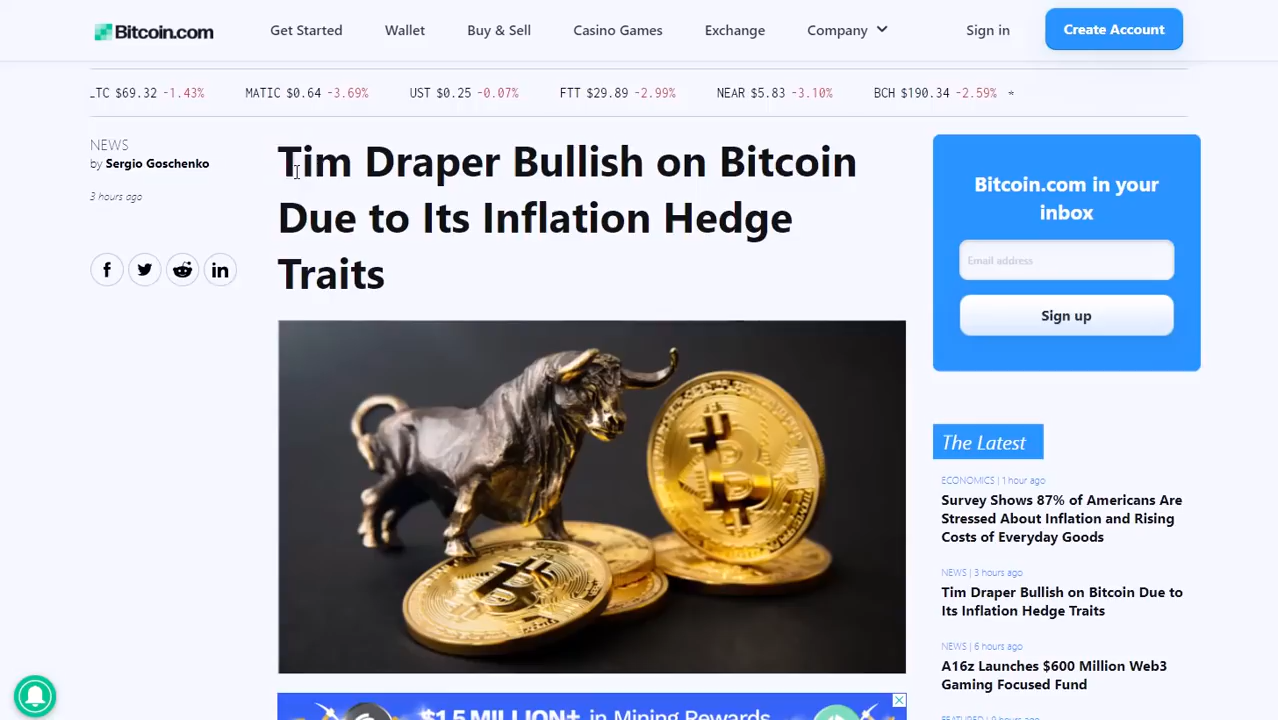 Bitcoin.com
Get Started
Wallet
Buy & Sell
Casino Games
Exchange
Company
Sign in
Create Account
LTC $69.32 -1.43% MATIC $0.64 -3.69% UST $0.25 -0.07% FTT $29.89 -2.99% NEAR $5.83 -3.10% BCH $190.34 -2.59% *
NEWS
by Sergio Goschenko
3 hours ago
Tim Draper Bullish on Bitcoin
Due to Its Inflation Hedge
Traits
Bitcoin.com in your
inbox
Email address
Sign up
The Latest
ECONOMICS | 1 hour ago
Survey Shows 87% of Americans Are
Stressed About Inflation and Rising
Costs of Everyday Goods
NEWS | 3 hours ago
Tim Draper Bullish on Bitcoin Due to
Its Inflation Hedge Traits
NEWS | 6 hours ago
A16z Launches $600 Million Web3
Gaming Focused Fund
$1.5 MILLION+ in Mining Rewards